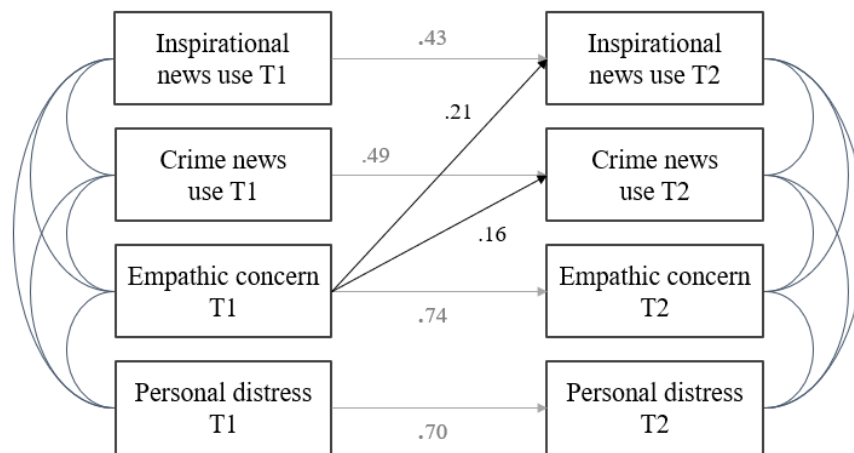 Inspirational
news use T1
.43
Inspirational
news use T2
.21
Crime news
use T1
.49
Crime news
use T2
.16
Empathic concern
T1
.74
Empathic concern
T2
Personal distress
T1
.70
Personal distress
T2